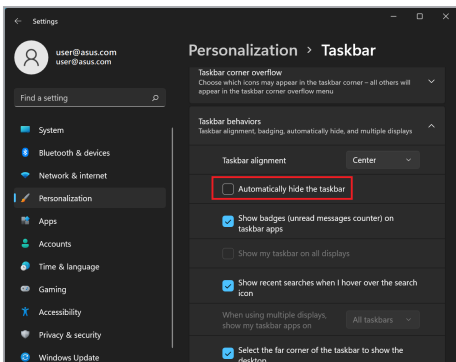 Settings
user@asus.com
user@asus.com
Find a setting
System
Bluetooth & devices
Network & internet
Personalization
Apps
Accounts
Time & language
Gaming
Accessibility
Privacy & security
Windows Update
Personalization > Taskbar
Taskbar corner overflow
Choose which icons may appear in the taskbar corner – all others will
appear in the taskbar corner overflow menu
Taskbar behaviors
Taskbar alignment, badging, automatically hide, and multiple displays
Taskbar alignment
Center
Automatically hide the taskbar
Show badges (unread messages counter) on
taskbar apps
Show my taskbar on all displays
Show recent searches when I hover over the search
icon
When using multiple displays,
show my taskbar apps on
All taskbars
Select the far corner of the taskbar to show the
desktop